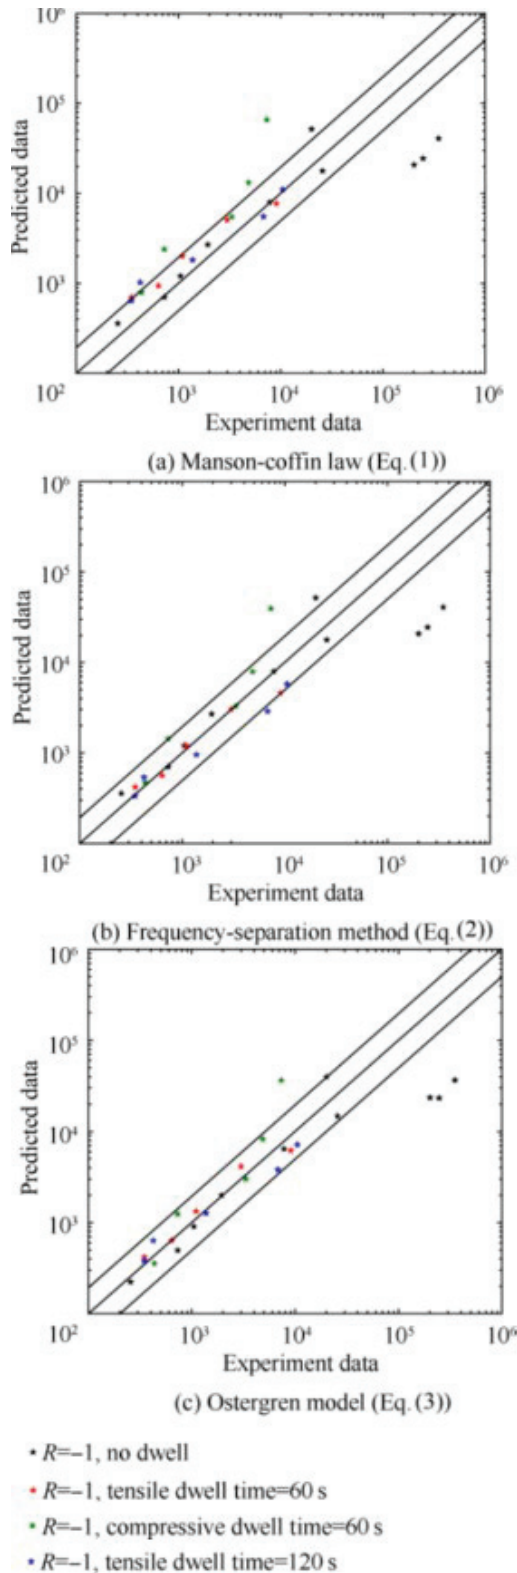 10⁶
10⁵
Predicted data
10⁴
10³
10² 10³ 10⁴ 10⁵ 10⁶
Experiment data
(a) Manson-coffin law (Eq.(1))
10⁶
10⁵
Predicted data
10⁴
10³
10² 10³ 10⁴ 10⁵ 10⁶
Experiment data
(b) Frequency-separation method (Eq.(2))
10⁶
10⁵
Predicted data
10⁴
10³
10² 10³ 10⁴ 10⁵ 10⁶
Experiment data
(c) Ostergren model (Eq.(3))
R=–1, no dwell
R=–1, tensile dwell time=60 s
R=–1, compressive dwell time=60 s
R=–1, tensile dwell time=120 s